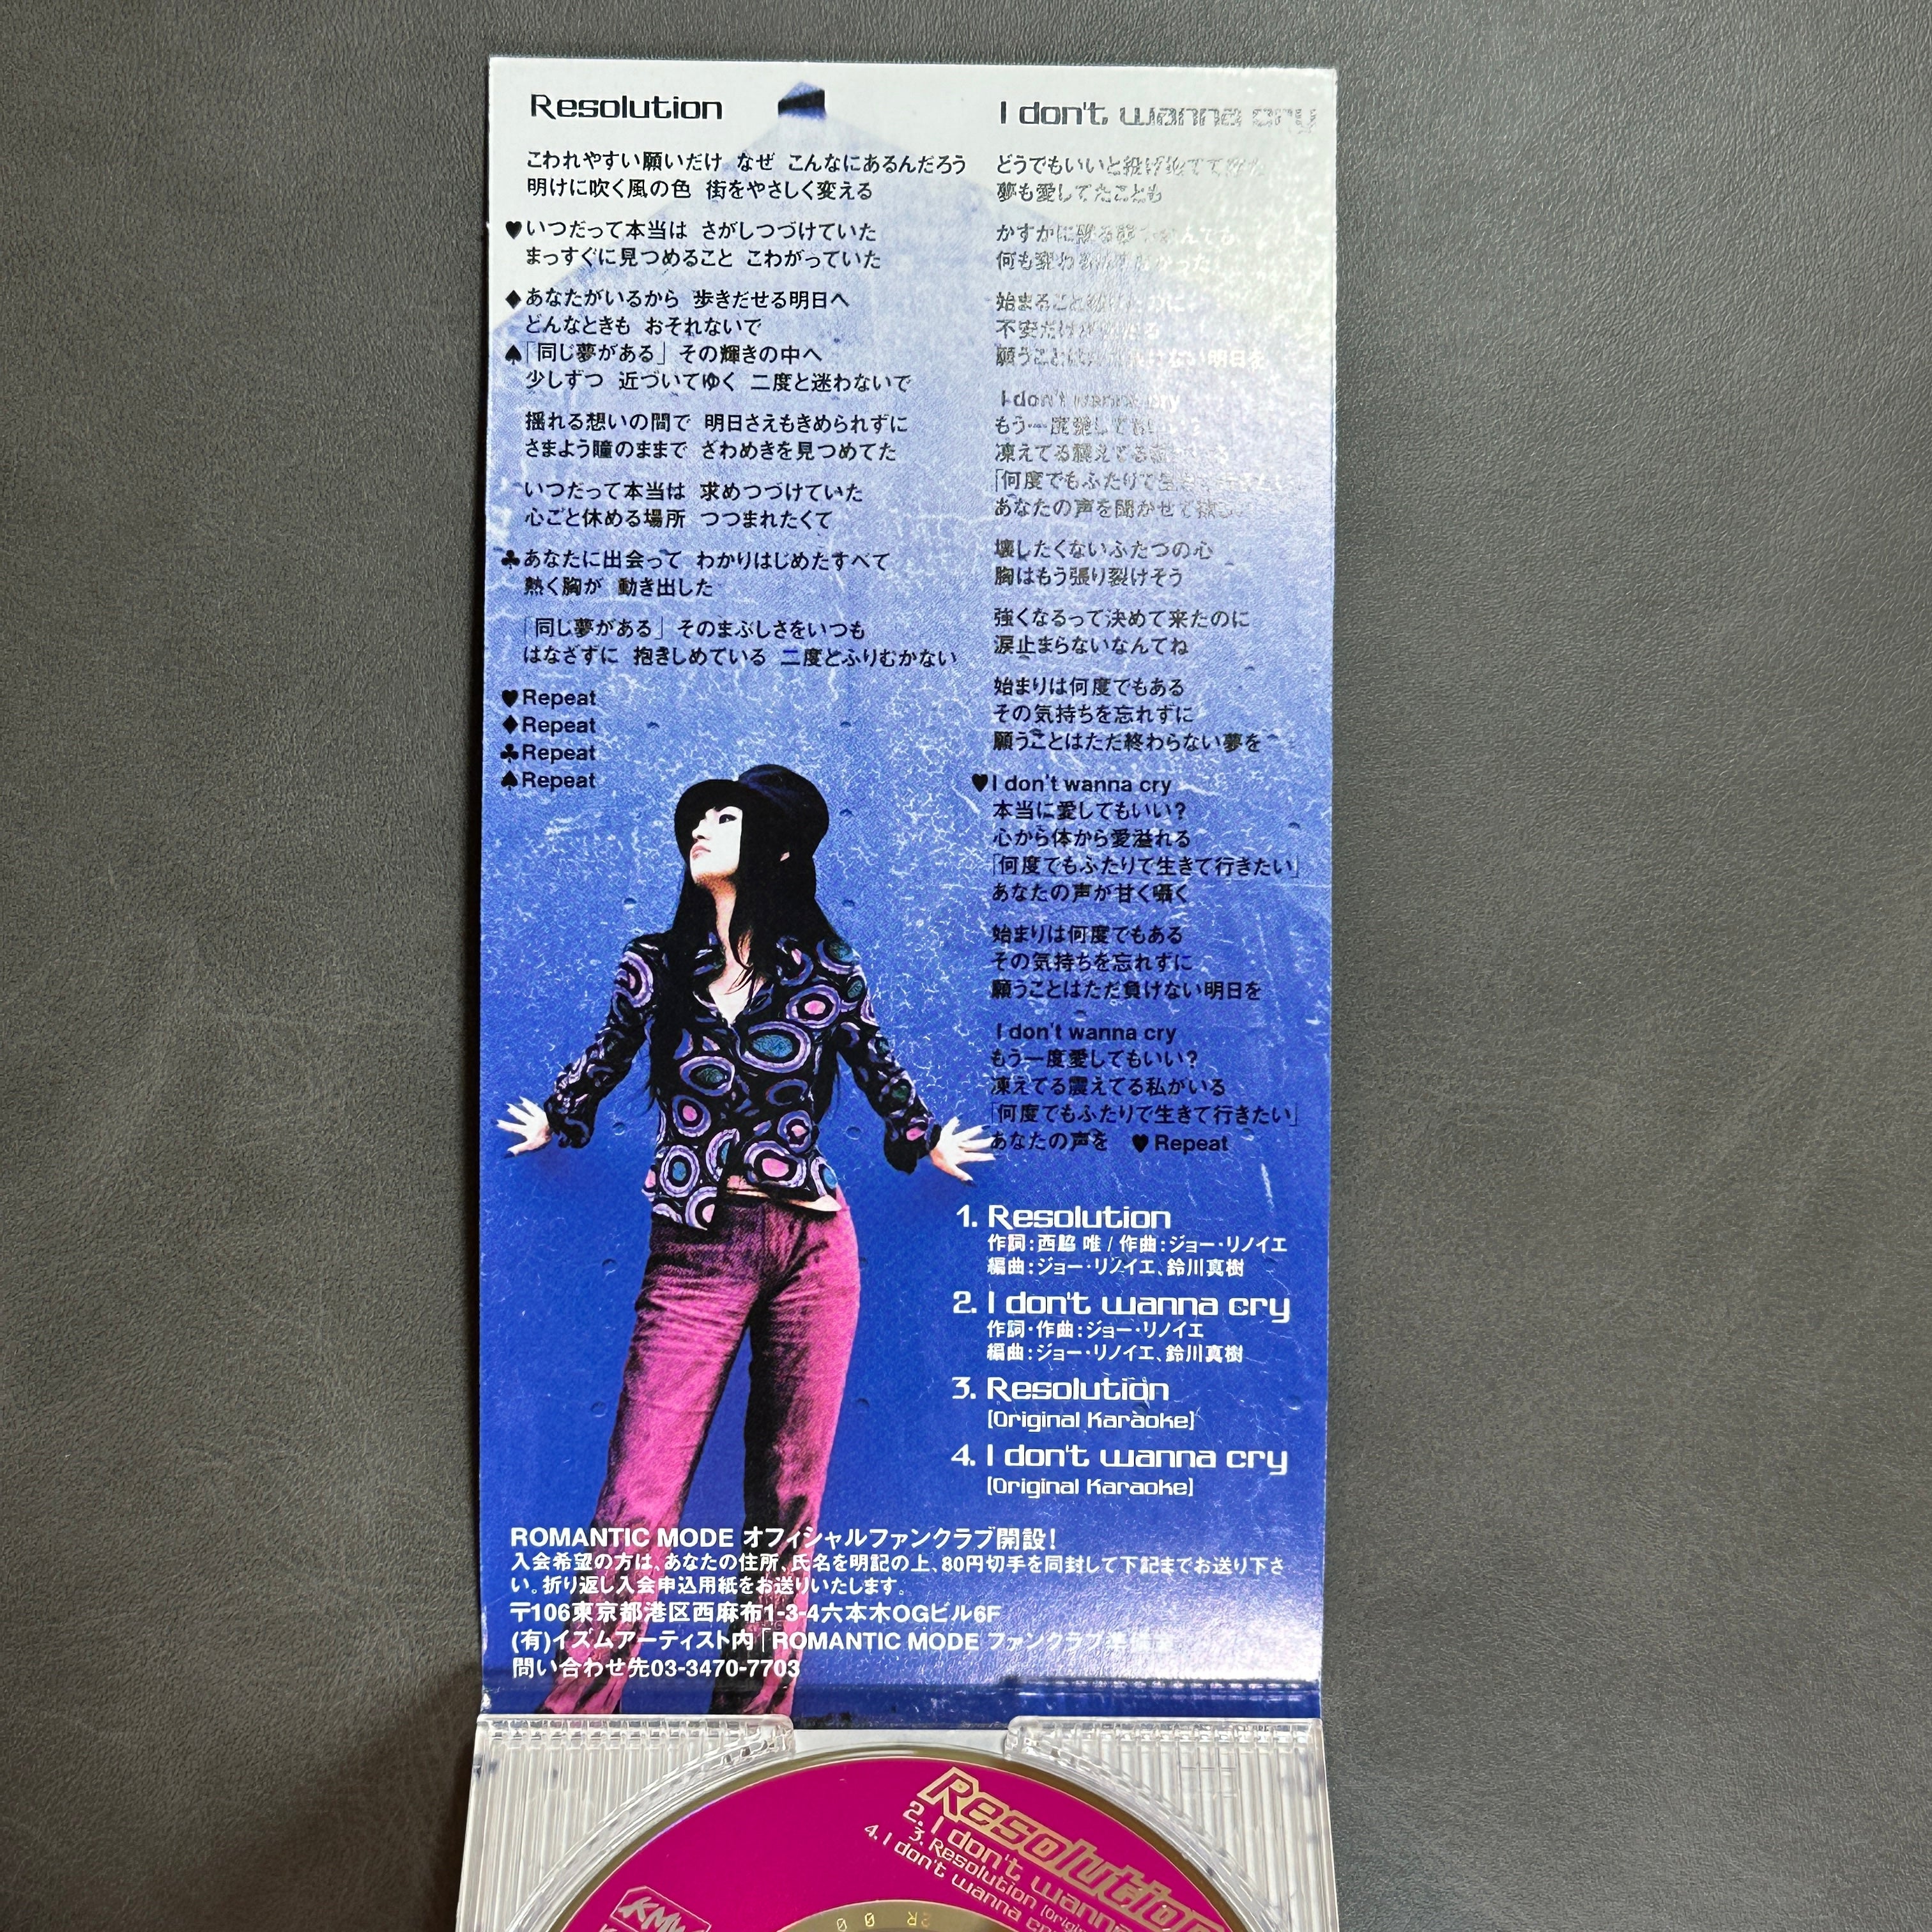 Resolution
こわれやすい願いだけ なぜ こんなにあるんだろう
明けに吹く風の色 街をやさしく変える
♥いつだって本当は さがしつづけていた
まっすぐに見つめること こわがっていた
♦あなたがいるから 歩きだせる明日へ
どんなときも おそれないで
♠「同じ夢がある」その輝きの中へ
少しずつ 近づいてゆく 二度と迷わないで
揺れる想いの間で 明日さえもきめられずに
さまよう瞳のままで ざわめきを見つめてた
いつだって本当は 求めつづけていた
心ごと休める場所 つつまれたくて
♣あなたに出会って わかりはじめたすべて
熱く胸が 動き出した
「同じ夢がある」そのまぶしさをいつも
はなさずに 抱きしめている 二度とふりむかない
♥Repeat
♦Repeat
♣Repeat
♠Repeat
I don't wanna cry
どうでもいいと投げ捨てて
夢も愛してたことも
かすかに
何も変わ
始まること
不安だけが
願うことは 負けない明日を
I don't wanna cry
もう一度愛して
凍えてる震えてる
「何度でもふたりで生き
あなたの声を聞かせて
壊したくないふたつの心
胸はもう張り裂けそう
強くなるって決めて来たのに
涙止まらないなんてね
始まりは何度でもある
その気持ちを忘れずに
願うことはただ終わらない夢を
♥I don't wanna cry
本当に愛してもいい?
心から体から愛溢れる
「何度でもふたりで生きて行きたい」
あなたの声が甘く囁く
始まりは何度でもある
その気持ちを忘れずに
願うことはただ負けない明日を
I don't wanna cry
もう一度愛してもいい?
凍えてる震えてる私がいる
「何度でもふたりで生きて行きたい」
あなたの声を ♥Repeat
1. Resolution
作詞:西脇 唯 / 作曲:ジョー・リノイエ
編曲:ジョー・リノイエ、鈴川真樹
2. I don't wanna cry
作詞・作曲:ジョー・リノイエ
編曲:ジョー・リノイエ、鈴川真樹
3. Resolution
[Original Karaoke]
4. I don't wanna cry
[Original Karaoke]
ROMANTIC MODE オフィシャルファンクラブ開設!
入会希望の方は、あなたの住所、氏名を明記の上、80円切手を同封して下記までお送り下さ
い。折り返し入会申込用紙をお送りいたします。
〒106東京都港区西麻布1-3-4六本木OGビル6F
(有)イズムアーティスト内「ROMANTIC MODE ファンクラブ準備
問い合わせ先03-3470-7703
Resolution
2. I don't wanna
3. Resolution
4. I don't wanna
KMW